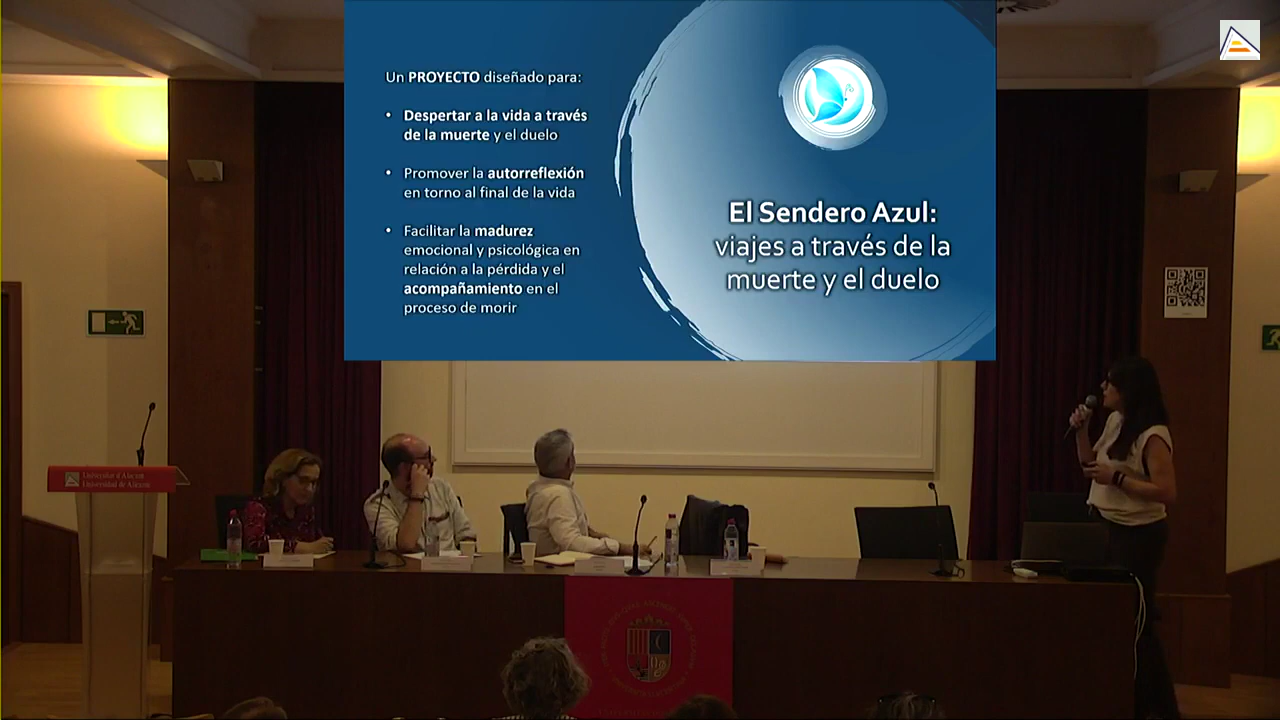 Un PROYECTO diseñado para:
• Despertar a la vida a través
de la muerte y el duelo
• Promover la autorreflexión
en torno al final de la vida
• Facilitar la madurez
emocional y psicológica en
relación a la pérdida y el
acompañamiento en el
proceso de morir
El Sendero Azul:
viajes a través de la
muerte y el duelo
Universitat d'Alacant
Universidad de Alicante